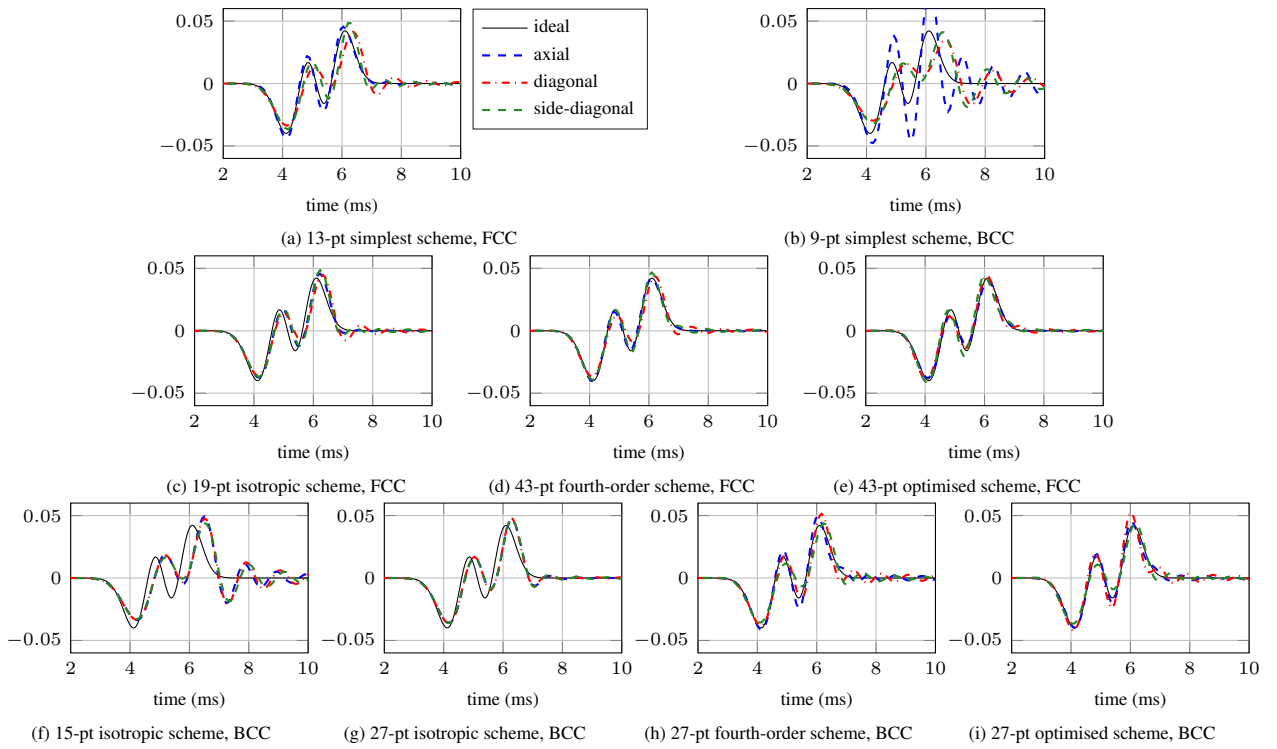 0.05
0
−0.05
2 4 6 8 10
time (ms)
(a) 13-pt simplest scheme, FCC
ideal
axial
diagonal
side-diagonal
0.05
0
−0.05
2 4 6 8 10
time (ms)
(b) 9-pt simplest scheme, BCC
0.05
0
−0.05
2 4 6 8 10
time (ms)
(c) 19-pt isotropic scheme, FCC
0.05
0
−0.05
2 4 6 8 10
time (ms)
(d) 43-pt fourth-order scheme, FCC
0.05
0
−0.05
2 4 6 8 10
time (ms)
(e) 43-pt optimised scheme, FCC
0.05
0
−0.05
2 4 6 8 10
time (ms)
(f) 15-pt isotropic scheme, BCC
0.05
0
−0.05
2 4 6 8 10
time (ms)
(g) 27-pt isotropic scheme, BCC
0.05
0
−0.05
2 4 6 8 10
time (ms)
(h) 27-pt fourth-order scheme, BCC
0.05
0
−0.05
2 4 6 8 10
time (ms)
(i) 27-pt optimised scheme, BCC